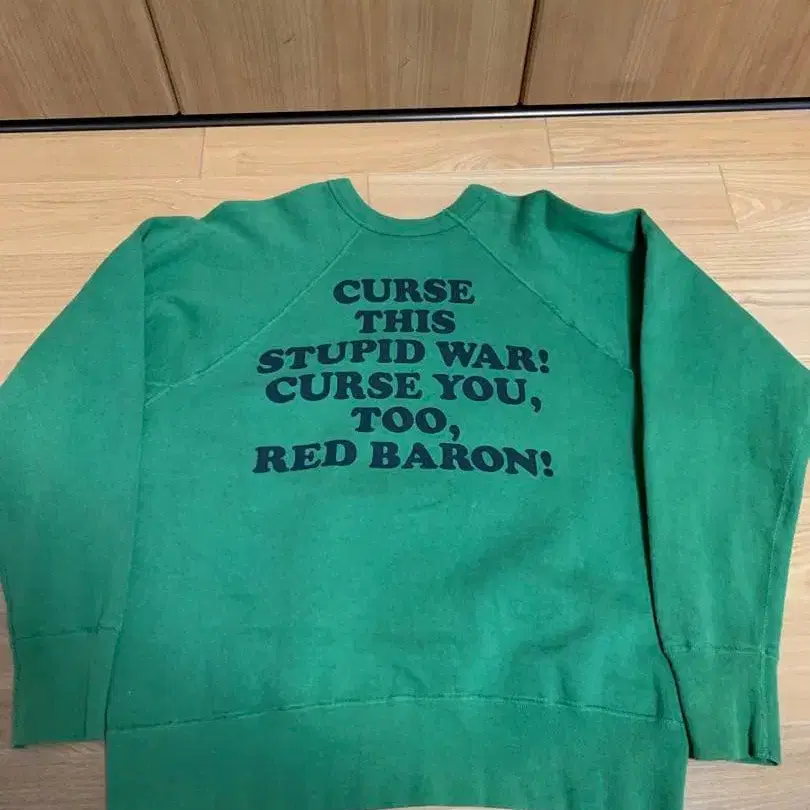 CURSE
THIS
STUPID WAR!
CURSE YOU,
TOO,
RED BARON!